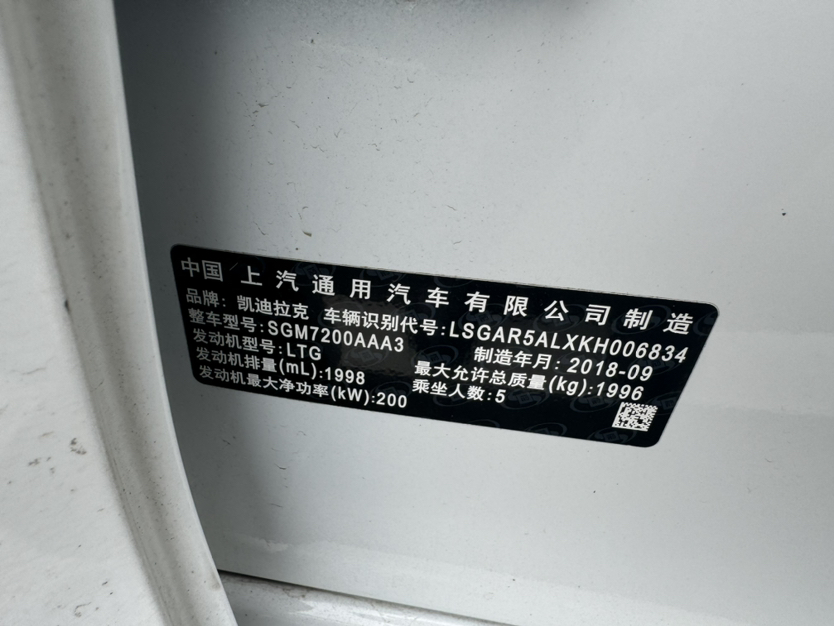 中国 上汽通用汽车有限公司制造
品牌: 凯迪拉克 车辆识别代号:LSGAR5ALXKH006834
整车型号:SGM7200AAA3 制造年月: 2018-09
发动机型号:LTG 最大允许总质量(kg):1996
发动机排量(mL):1998 乘坐人数:5
发动机最大净功率(kW):200